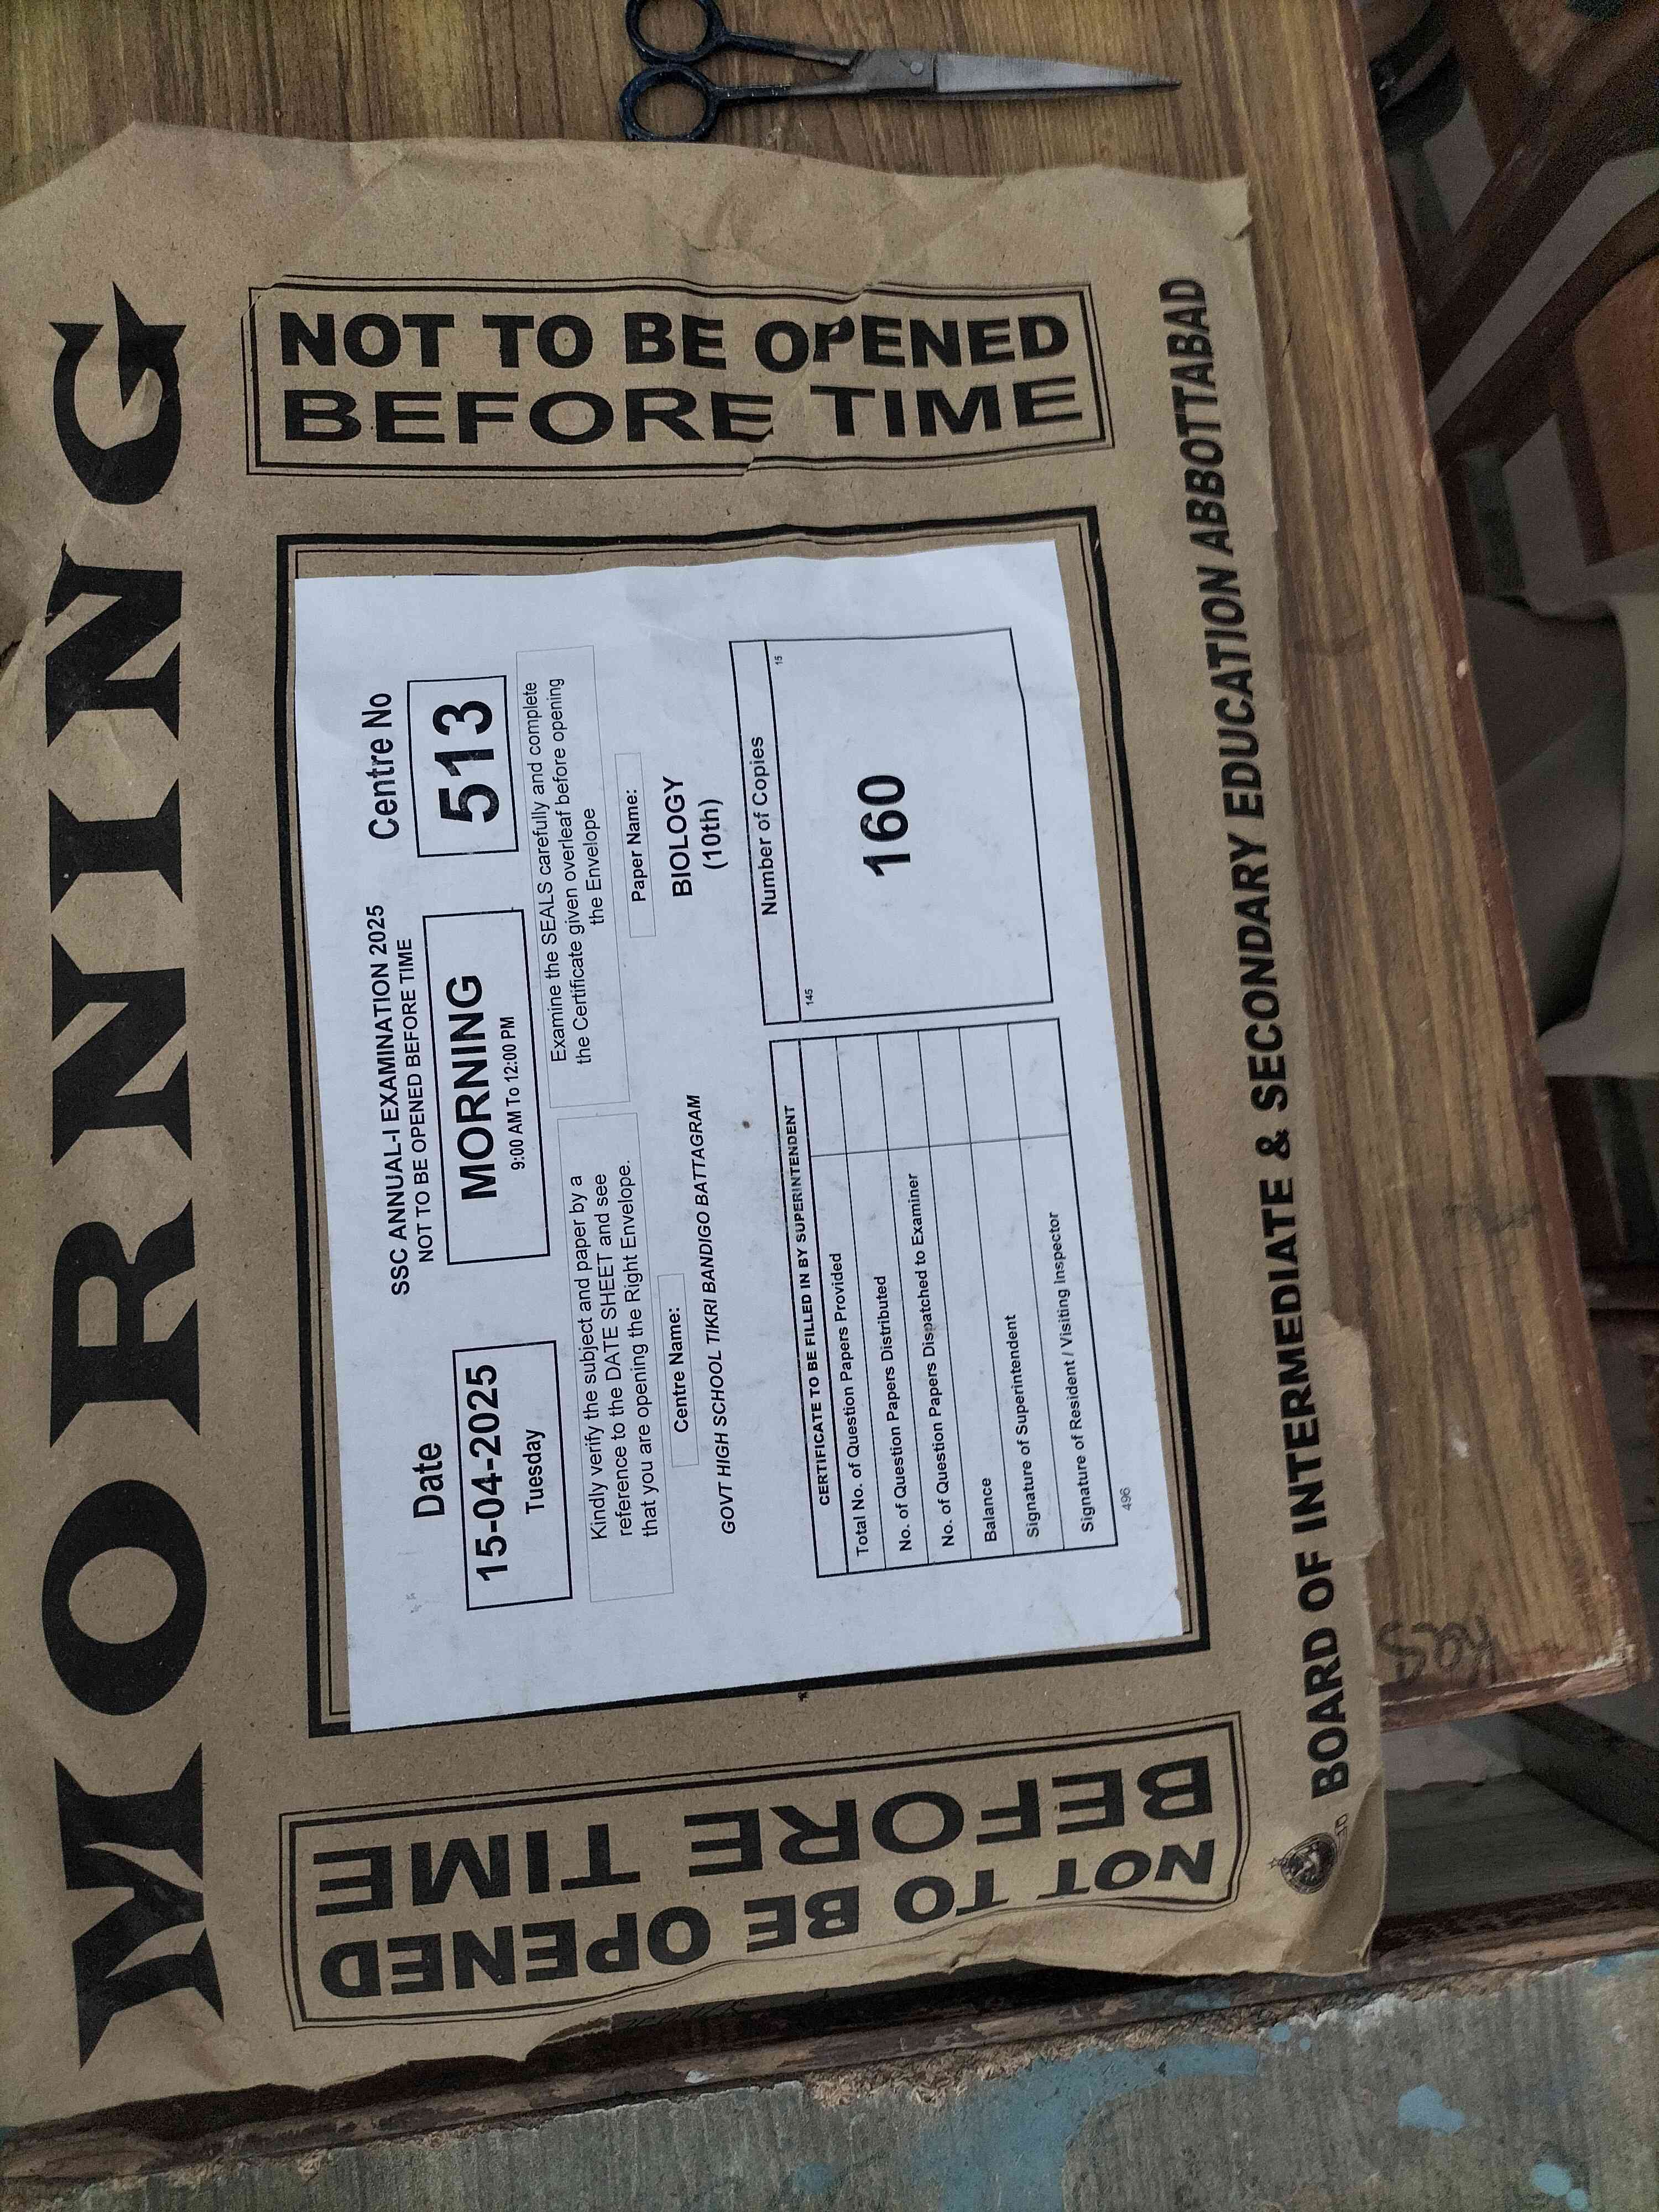 MORNING
NOT TO BE OPENED
BEFORE TIME
NOT TO BE OPENED
BEFORE TIME
SSC ANNUAL-I EXAMINATION 2025
NOT TO BE OPENED BEFORE TIME
Date
15-04-2025
Tuesday
MORNING
9:00 AM To 12:00 PM
Centre No
513
Kindly verify the subject and paper by a
reference to the DATE SHEET and see
that you are opening the Right Envelope.
Examine the SEALS carefully and complete
the Certificate given overleaf before opening
the Envelope
Centre Name:
GOVT HIGH SCHOOL TIKRI BANDIGO BATTAGRAM
Paper Name:
BIOLOGY
(10th)
CERTIFICATE TO BE FILLED IN BY SUPERINTENDENT
Total No. of Question Papers Provided
No. of Question Papers Distributed
No. of Question Papers Dispatched to Examiner
Balance
Signature of Superintendent
Signature of Resident / Visiting Inspector
496
Number of Copies
145 15
160
BOARD OF INTERMEDIATE & SECONDARY EDUCATION ABBOTTABAD